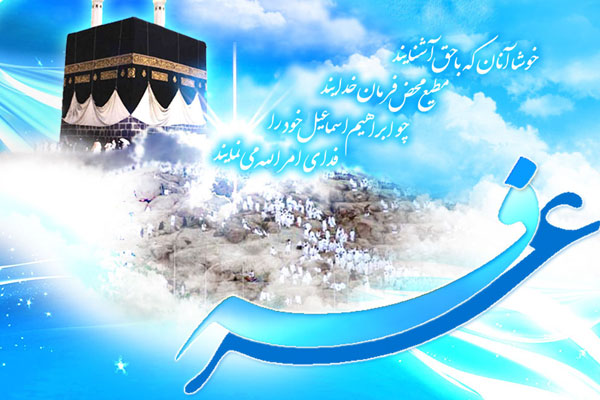 خوشا آنان که با حق آشنایند
مطیع محض فرمان خدایند
چو ابراهیم اسماعیل خود را
فدای امر الله می نمایند
عرفه